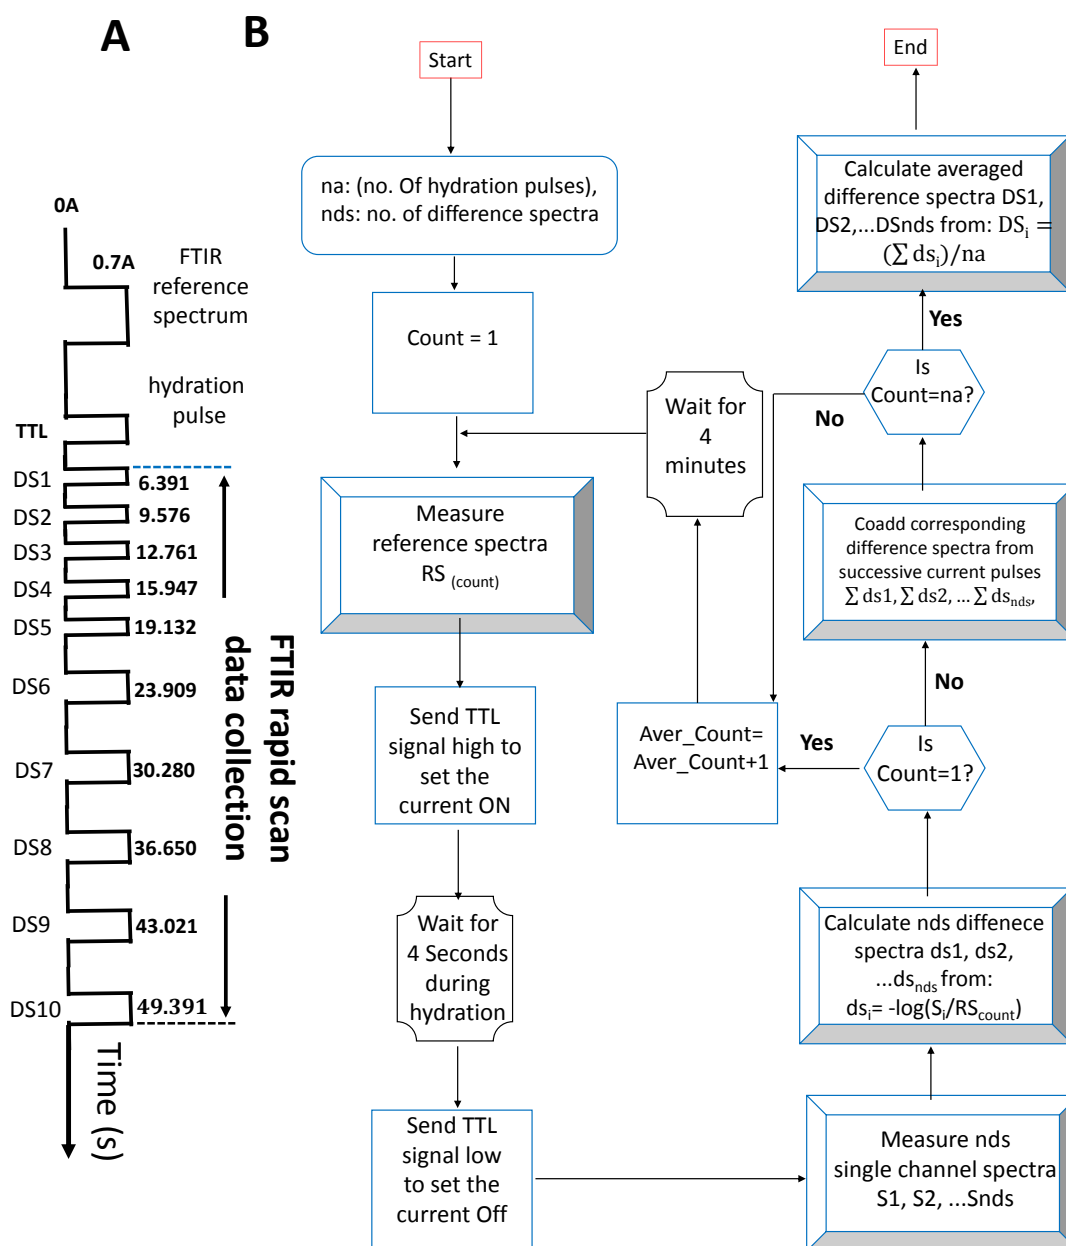 A
0A
0.7A
FTIR
reference
spectrum
hydration
pulse
TTL
DS1
6.391
DS2
9.576
DS3
12.761
DS4
15.947
DS5
19.132
DS6
23.909
DS7
30.280
DS8
36.650
DS9
43.021
DS10
49.391
FTIR rapid scan
data collection
Time (s)
B
Start
na: (no. Of hydration pulses),
nds: no. of difference spectra
Count = 1
Measure
reference spectra
RS (count)
Send TTL
signal high to
set the
current ON
Wait for
4 Seconds
during
hydration
Send TTL
signal low
to set the
current Off
Measure nds
single channel spectra
S1, S2, ...Snds
Calculate nds diffenece
spectra ds1, ds2,
...dsnds from:
dsi= -log(Si/RScount)
Is
Count=1?
Yes
No
Aver_Count=
Aver_Count+1
Wait for
4
minutes
Coadd corresponding
difference spectra from
successive current pulses
∑ ds1, ∑ ds2, ... ∑ dsnds,
Is
Count=na?
No
Yes
Calculate averaged
difference spectra DS1,
DS2,...DSnds from: DSi =
(∑ dsi)/na
End